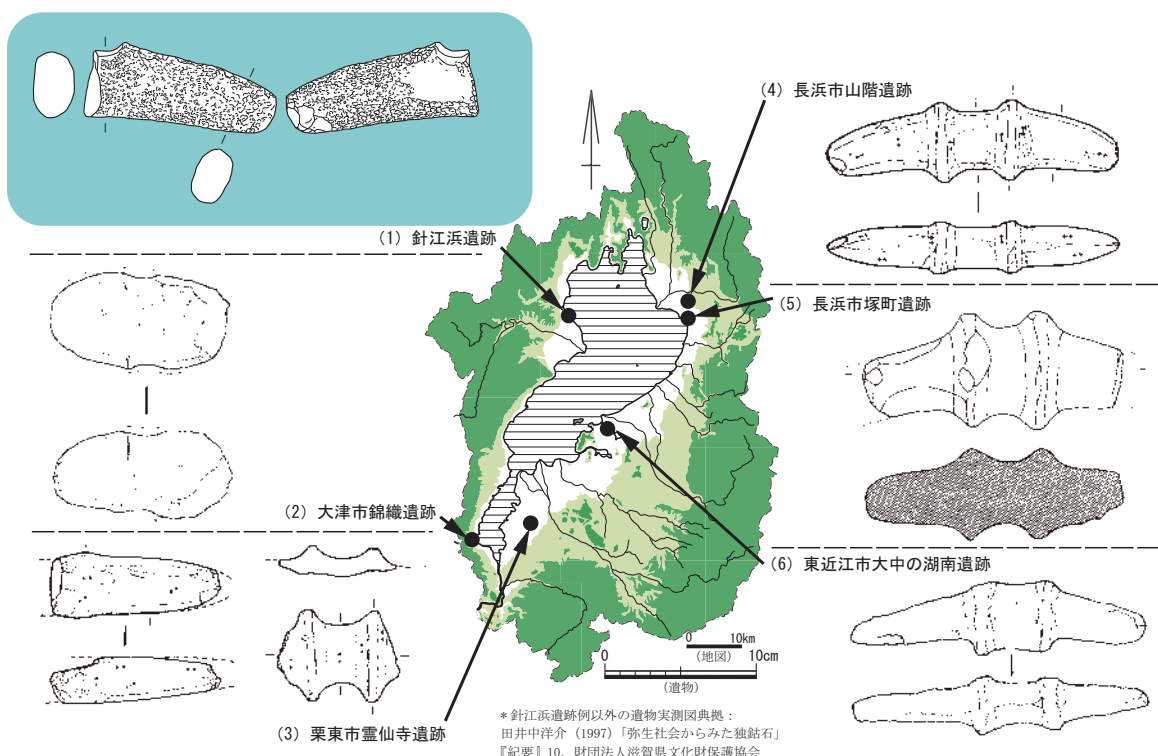 (1) 針江浜遺跡
(2) 大津市錦織遺跡
(3) 栗東市霊仙寺遺跡
(4) 長浜市山階遺跡
(5) 長浜市塚町遺跡
(6) 東近江市大中の湖南遺跡
0 10km
(地図)
0 10cm
(遺物)
*針江浜遺跡例以外の遺物実測図典拠：
田井中洋介（1997）「弥生社会からみた独鈷石」
『紀要』10，財団法人滋賀県文化財保護協会